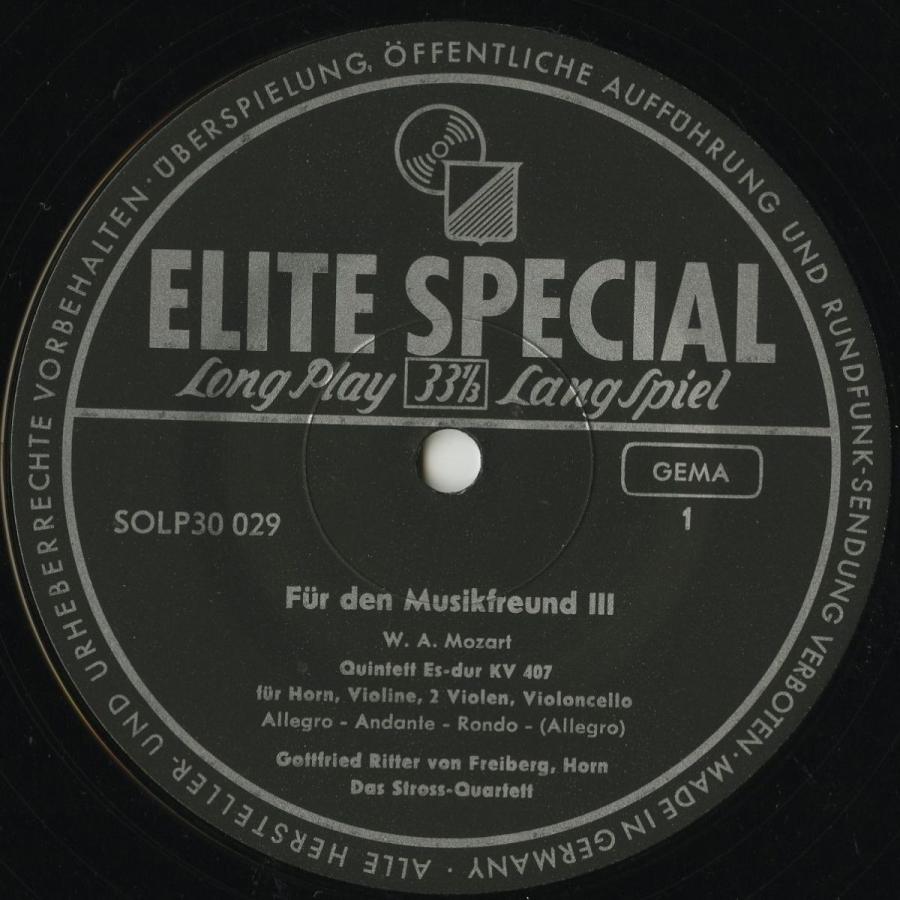 ALLE HERSTELLER- UND URHEBERRECHTE VORBEHALTEN · ÜBERSPIELUNG, ÖFFENTLICHE AUFFÜHRUNG UND RUNDFUNK-SENDUNG VERBOTEN · MADE IN GERMANY ·
ELITE SPECIAL
Long Play 33 1/3 Lang Spiel
GEMA
SOLP30 029
1
Für den Musikfreund III
W. A. Mozart
Quintett Es-dur KV 407
für Horn, Violine, 2 Violen, Violoncello
Allegro - Andante - Rondo - (Allegro)
Gottfried Ritter von Freiberg, Horn
Das Stross-Quartett